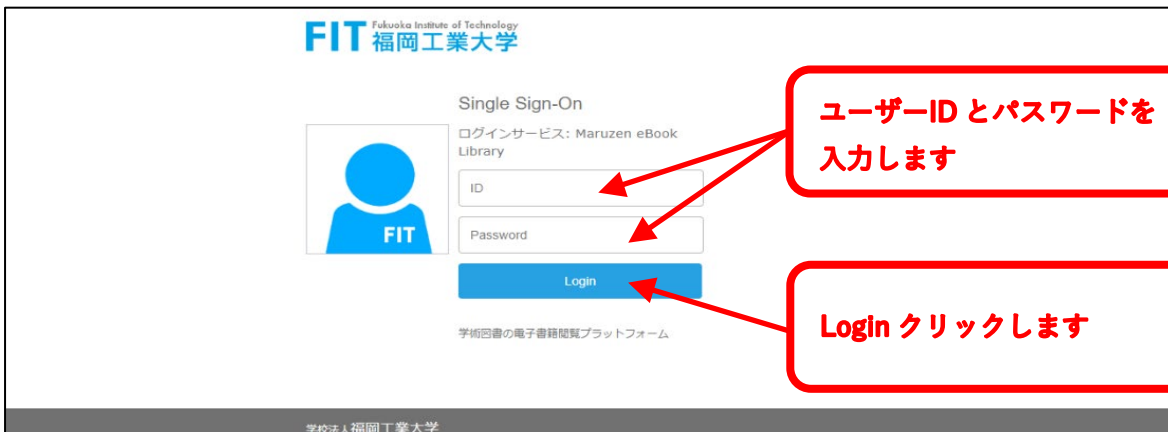 FIT Fukuoka Institute of Technology
福岡工業大学
Single Sign-On
ログインサービス: Maruzen eBook
Library
ID
Password
Login
学術図書の電子書籍閲覧プラットフォーム
FIT
ユーザーID とパスワードを
入力します
Login クリックします
学校法人 福岡工業大学